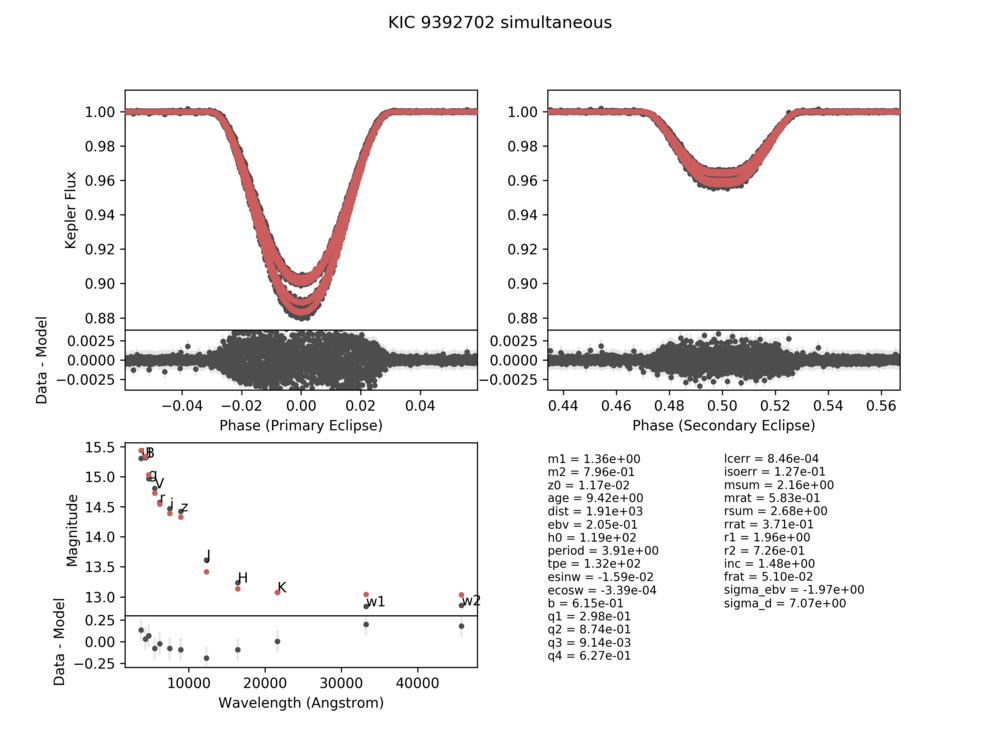 KIC 9392702 simultaneous
Kepler Flux
1.00
0.98
0.96
0.94
0.92
0.90
0.88
1.00
0.98
0.96
0.94
0.92
0.90
0.88
Data - Model
0.0025
0.0000
−0.0025
0.0025
0.0000
−0.0025
−0.04 −0.02 0.00 0.02 0.04
Phase (Primary Eclipse)
0.44 0.46 0.48 0.50 0.52 0.54 0.56
Phase (Secondary Eclipse)
Magnitude
15.5
15.0
14.5
14.0
13.5
13.0
B
g
V
r
i
z
J
H
K
w1
w2
Data - Model
0.25
0.00
−0.25
10000 20000 30000 40000
Wavelength (Angstrom)
m1 = 1.36e+00
m2 = 7.96e-01
z0 = 1.17e-02
age = 9.42e+00
dist = 1.91e+03
ebv = 2.05e-01
h0 = 1.19e+02
period = 3.91e+00
tpe = 1.32e+02
esinw = -1.59e-02
ecosw = -3.39e-04
b = 6.15e-01
q1 = 2.98e-01
q2 = 8.74e-01
q3 = 9.14e-03
q4 = 6.27e-01
lcerr = 8.46e-04
isoerr = 1.27e-01
msum = 2.16e+00
mrat = 5.83e-01
rsum = 2.68e+00
rrat = 3.71e-01
r1 = 1.96e+00
r2 = 7.26e-01
inc = 1.48e+00
frat = 5.10e-02
sigma_ebv = -1.97e+00
sigma_d = 7.07e+00